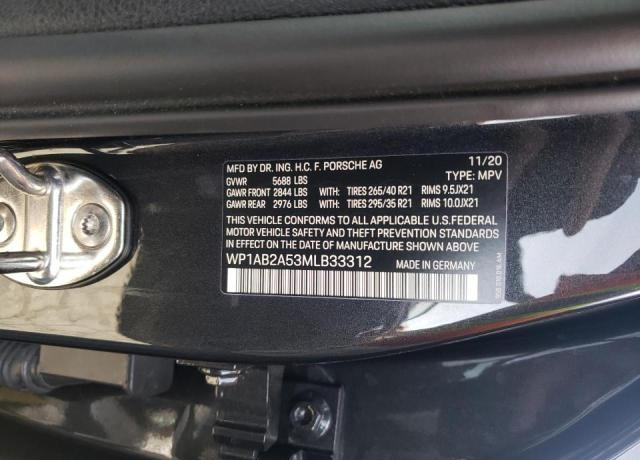 MFD BY DR. ING. H.C. F. PORSCHE AG 11/20
GVWR 5688 LBS TYPE: MPV
GAWR FRONT 2844 LBS WITH: TIRES 265/40 R21 RIMS 9.5JX21
GAWR REAR 2976 LBS WITH: TIRES 295/35 R21 RIMS 10.0JX21
THIS VEHICLE CONFORMS TO ALL APPLICABLE U.S.FEDERAL
MOTOR VEHICLE SAFETY AND THEFT PREVENTION STANDARDS
IN EFFECT ON THE DATE OF MANUFACTURE SHOWN ABOVE
WP1AB2A53MLB33312 MADE IN GERMANY